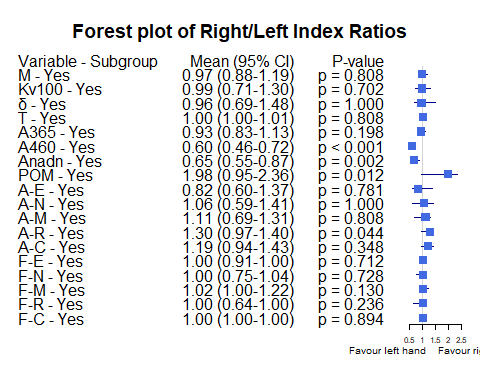 Forest plot of Right/Left Index Ratios
Variable - Subgroup Mean (95% CI) P-value
M - Yes 0.97 (0.88-1.19) p = 0.808
Kv100 - Yes 0.99 (0.71-1.30) p = 0.702
δ - Yes 0.96 (0.69-1.48) p = 1.000
T - Yes 1.00 (1.00-1.01) p = 0.808
A365 - Yes 0.93 (0.83-1.13) p = 0.198
A460 - Yes 0.60 (0.46-0.72) p < 0.001
Anadn - Yes 0.65 (0.55-0.87) p = 0.002
POM - Yes 1.98 (0.95-2.36) p = 0.012
A-E - Yes 0.82 (0.60-1.37) p = 0.781
A-N - Yes 1.06 (0.59-1.41) p = 1.000
A-M - Yes 1.11 (0.69-1.31) p = 0.808
A-R - Yes 1.30 (0.97-1.40) p = 0.044
A-C - Yes 1.19 (0.94-1.43) p = 0.348
F-E - Yes 1.00 (0.91-1.00) p = 0.712
F-N - Yes 1.00 (0.75-1.04) p = 0.728
F-M - Yes 1.02 (1.00-1.22) p = 0.130
F-R - Yes 1.00 (0.64-1.00) p = 0.236
F-C - Yes 1.00 (1.00-1.00) p = 0.894
0.5 1 1.5 2 2.5
Favour left hand Favour ri